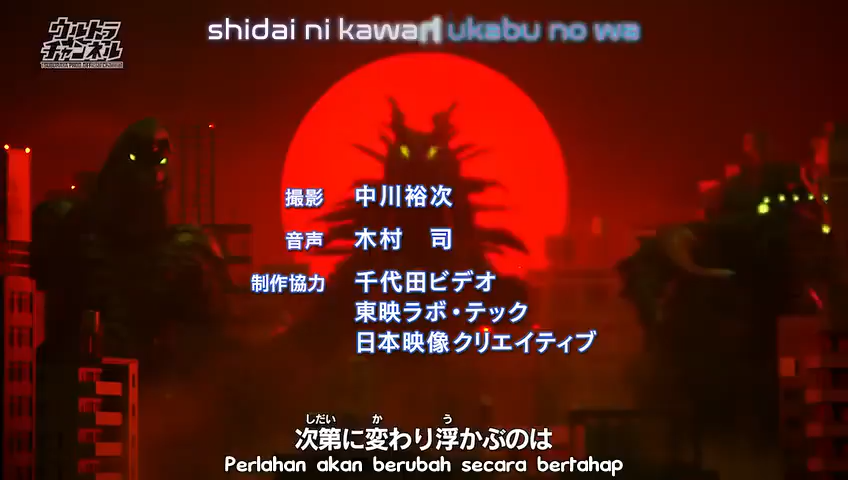 ウルトラ
チャンネル
shidai ni kawari ukabu no wa
撮影 中川裕次
音声 木村 司
制作協力 千代田ビデオ
東映ラボ・テック
日本映像クリエイティブ
しだい か う
次第に変わり浮かぶのは
Perlahan akan berubah secara bertahap